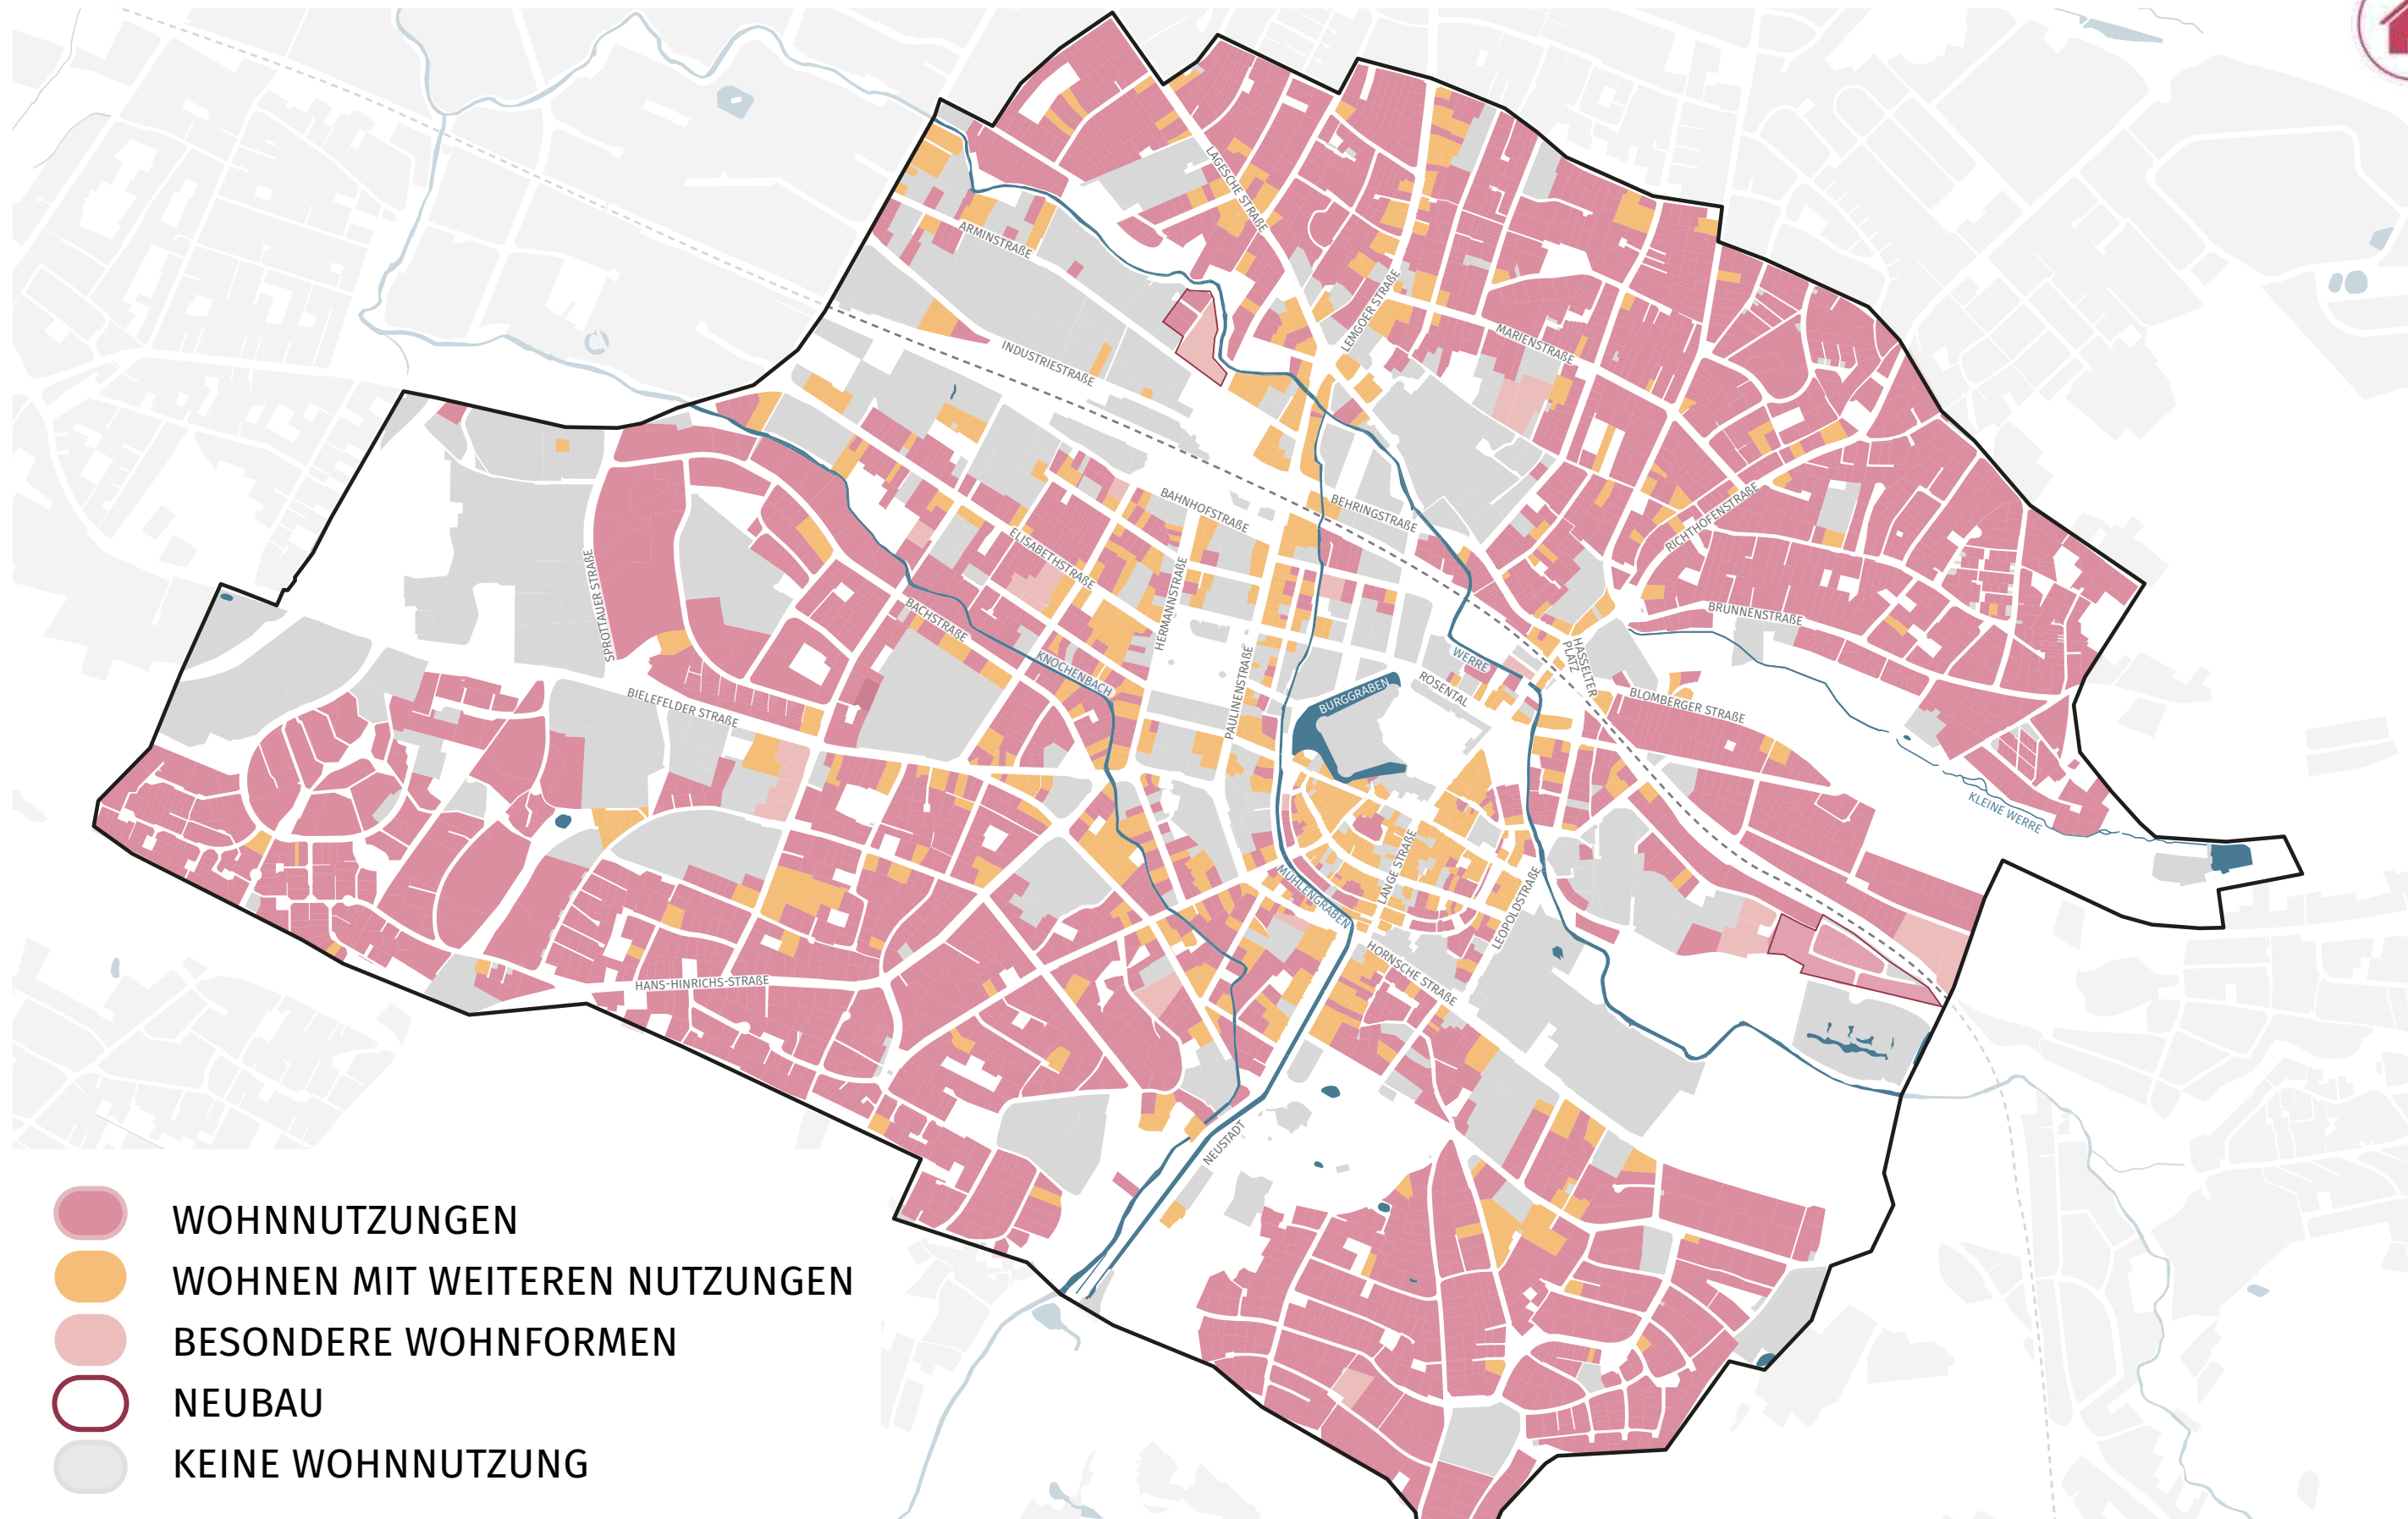 LAGESCHE STRAßE
ARMINSTRAßE
LEMGOER STRAßE
MARIENSTRAßE
INDUSTRIESTRAßE
BAHNHOFSTRAßE
BEHRINGSTRAßE
RICHTHOFENSTRAßE
ELISABETHSTRAßE
HERMANNSTRAßE
SPROTTAUER STRAßE
BACHSTRAßE
BRUNNENSTRAßE
KNOCHENBACH
WERRE
HASSELTER
PLATZ
ROSENTAL
BURGGRABEN
PAULINENSTRAßE
BIELEFELDER STRAßE
BLOMBERGER STRAßE
KLEINE WERRE
LANGE STRAßE
MÜHLENGRABEN
LEOPOLDSTRAßE
HORNSCHE STRAßE
HANS-HINRICHS-STRAßE
NEUSTADT
WOHNNUTZUNGEN
WOHNEN MIT WEITEREN NUTZUNGEN
BESONDERE WOHNFORMEN
NEUBAU
KEINE WOHNNUTZUNG